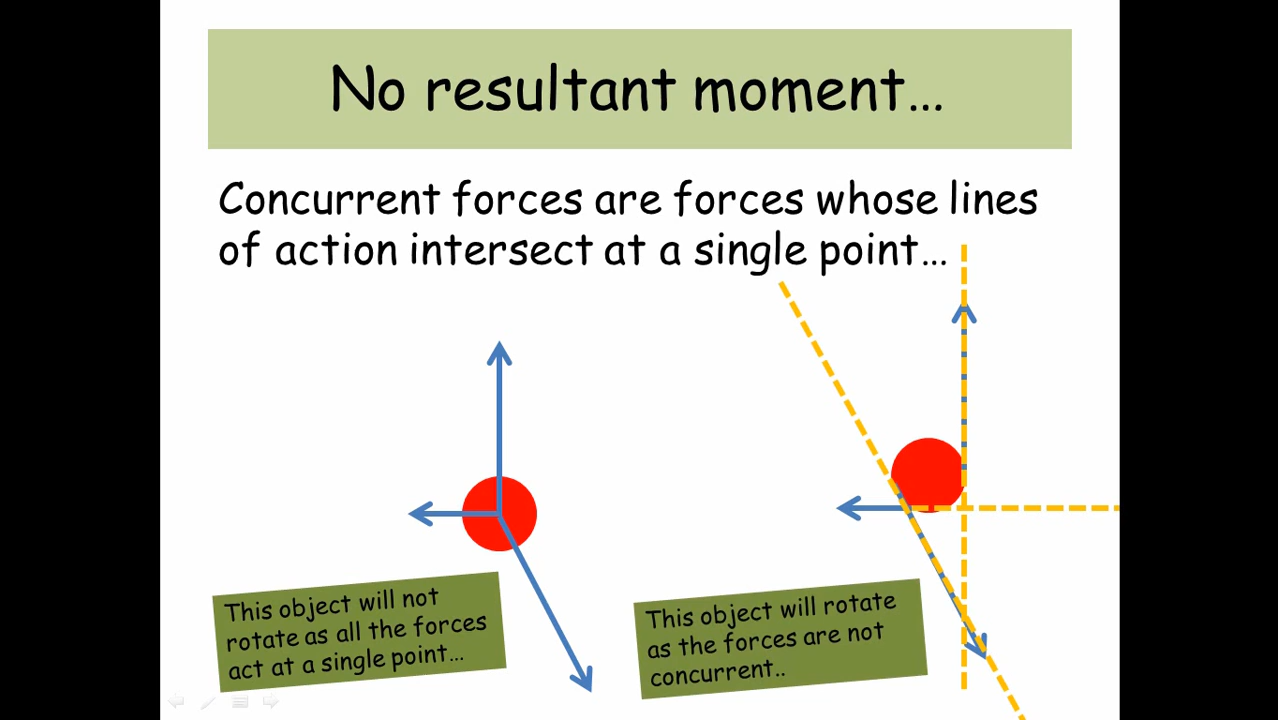 No resultant moment…
Concurrent forces are forces whose lines
of action intersect at a single point…
This object will not
rotate as all the forces
act at a single point…
This object will rotate
as the forces are not
concurrent..